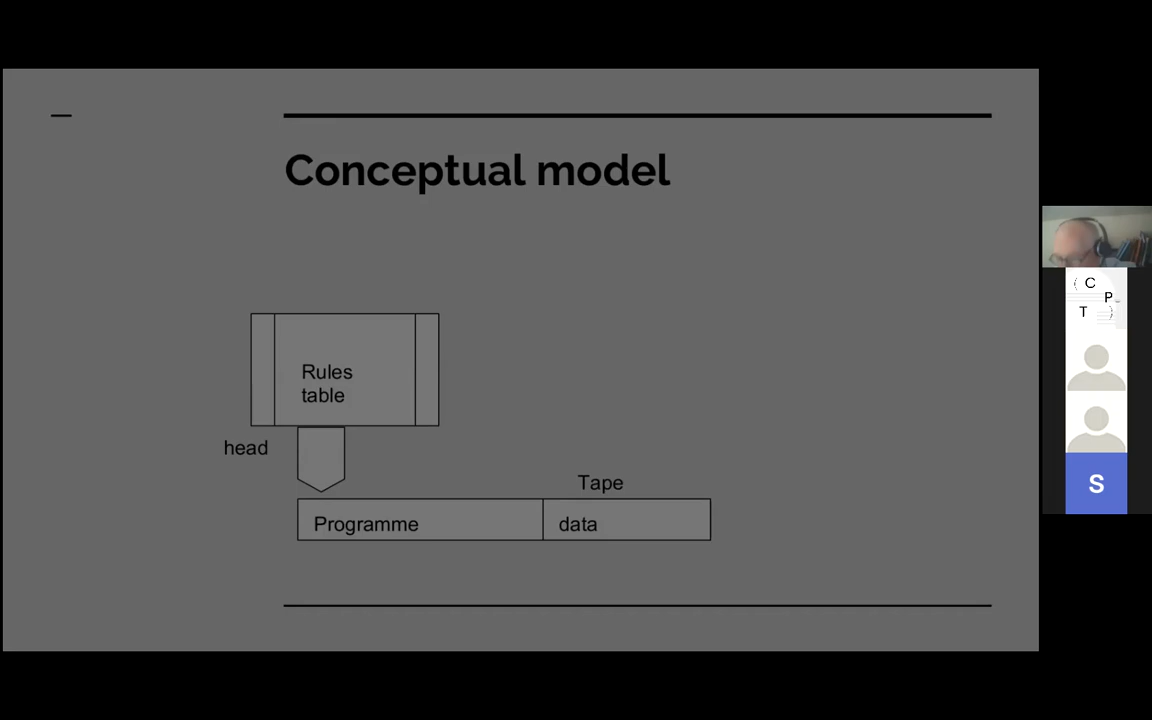 Conceptual model
Rules
table
head
Tape
Programme
data
C
P
T
S